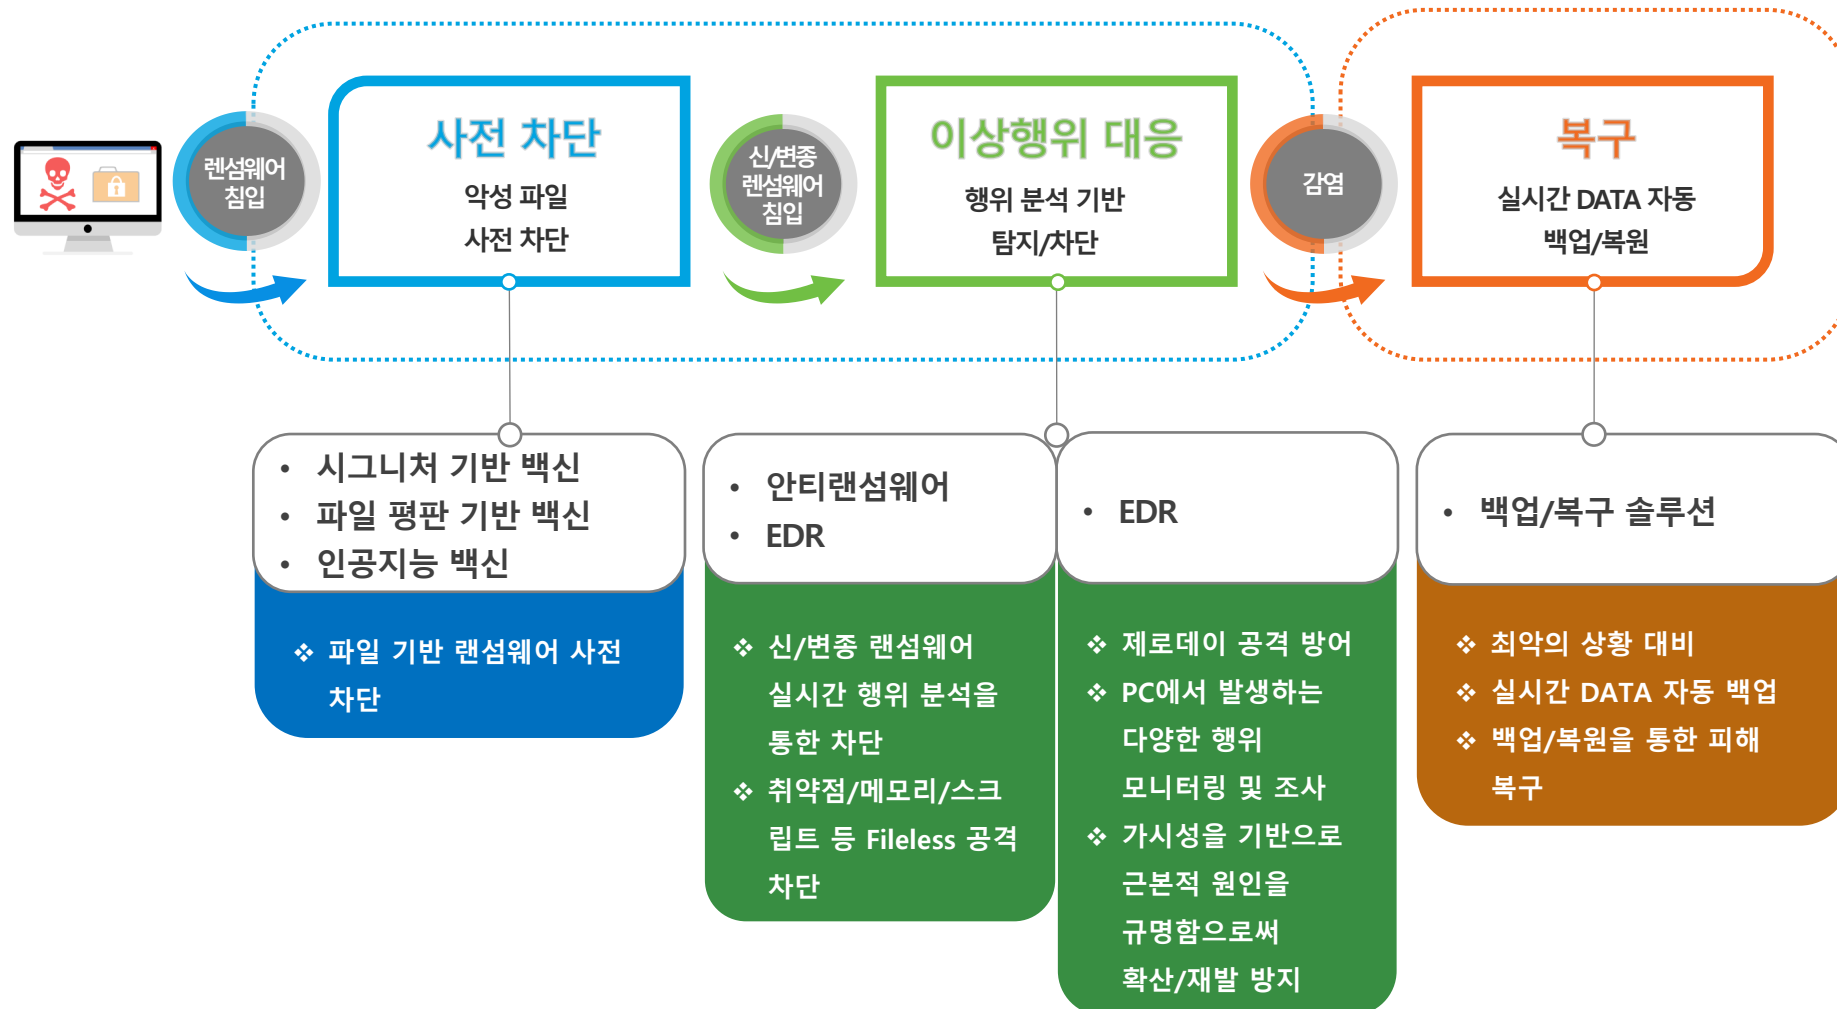 렌섬웨어
침입
사전 차단
악성 파일
사전 차단
신/변종
렌섬웨어
침입
이상행위 대응
행위 분석 기반
탐지/차단
감염
복구
실시간 DATA 자동
백업/복원
• 시그니처 기반 백신
• 파일 평판 기반 백신
• 인공지능 백신
❖ 파일 기반 랜섬웨어 사전
차단
• 안티랜섬웨어
• EDR
❖ 신/변종 랜섬웨어
실시간 행위 분석을
통한 차단
❖ 취약점/메모리/스크
립트 등 Fileless 공격
차단
• EDR
❖ 제로데이 공격 방어
❖ PC에서 발생하는
다양한 행위
모니터링 및 조사
❖ 가시성을 기반으로
근본적 원인을
규명함으로써
확산/재발 방지
• 백업/복구 솔루션
❖ 최악의 상황 대비
❖ 실시간 DATA 자동 백업
❖ 백업/복원을 통한 피해
복구